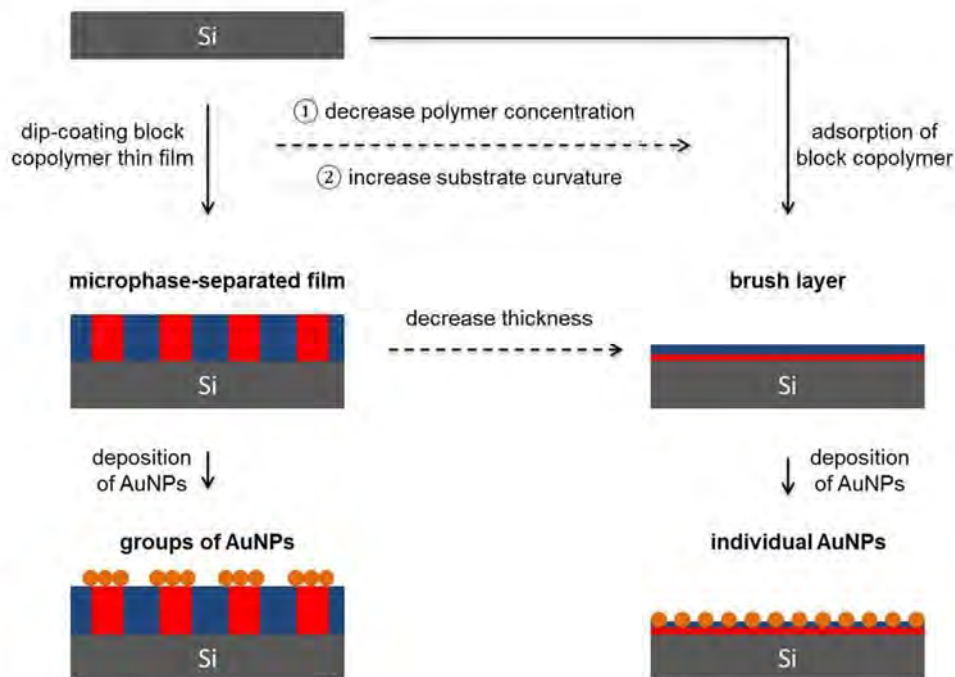 Si
① decrease polymer concentration
dip-coating block
copolymer thin film
adsorption of
block copolymer
② increase substrate curvature
microphase-separated film
brush layer
decrease thickness
Si
Si
deposition
of AuNPs
deposition
of AuNPs
groups of AuNPs
individual AuNPs
Si
Si